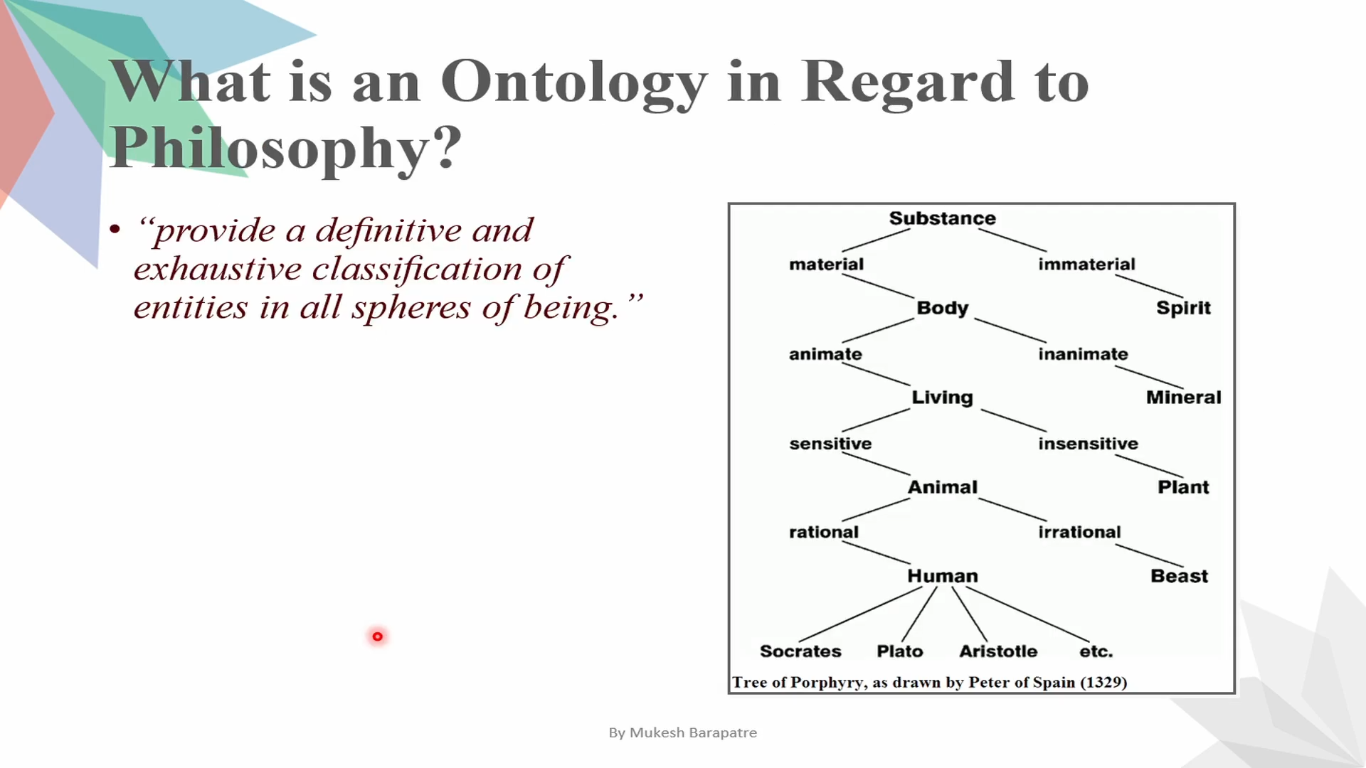 What is an Ontology in Regard to
Philosophy?
• “provide a definitive and
exhaustive classification of
entities in all spheres of being.”
Substance
material immaterial
Body Spirit
animate inanimate
Living Mineral
sensitive insensitive
Animal Plant
rational irrational
Human Beast
Socrates Plato Aristotle etc.
Tree of Porphyry, as drawn by Peter of Spain (1329)
By Mukesh Barapatre